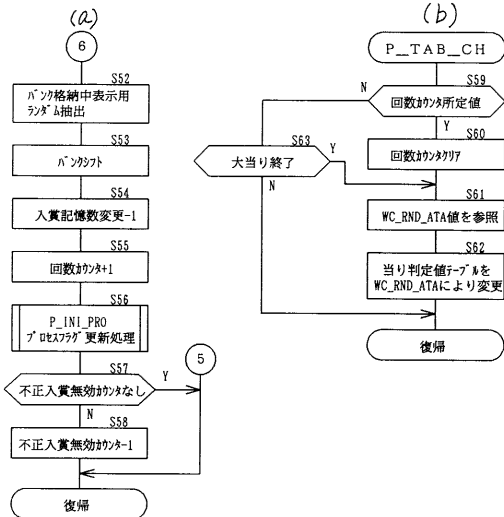 (a)
6
S52
バンク格納中表示用
ランダム抽出
S53
バンクシフト
S54
入賞記憶数変更-1
S55
回数カウンタ+1
S56
P_INI_PRO
プロセスフラグ更新処理
S57
不正入賞無効カウンタなし
Y
5
N
S58
不正入賞無効カウンター1
復帰
(b)
P__TAB__CH
S59
N
回数カウンタ所定値
Y
S60
回数カウンタクリア
S63
大当り終了
Y
N
S61
WC_RND_ATA値を参照
S62
当り判定値テーブルを
WC_RND_ATAにより変更
復帰